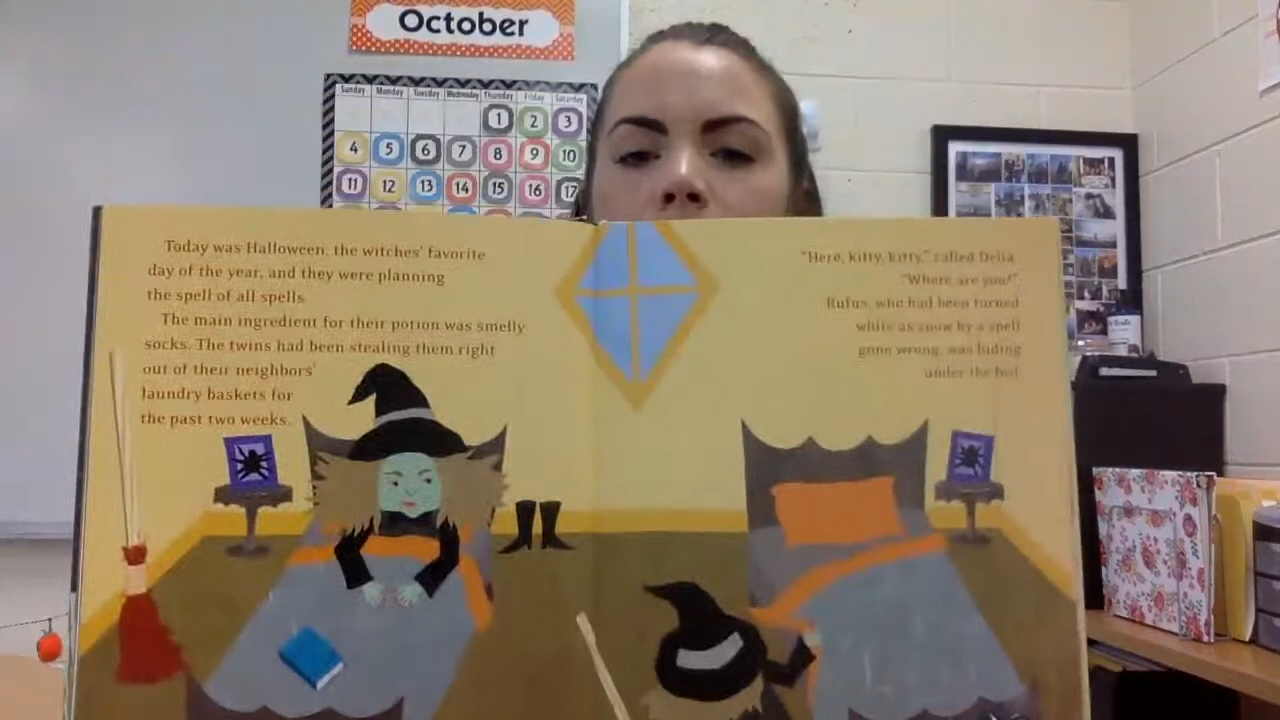 October
Sunday Monday Tuesday Wednesday Thursday Friday Saturday
1 2 3
4 5 6 7 8 9 10
11 12 13 14 15 16 17
Today was Halloween, the witches' favorite
day of the year, and they were planning
the spell of all spells.
The main ingredient for their potion was smelly
socks. The twins had been stealing them right
out of their neighbors'
laundry baskets for
the past two weeks.
"Here, kitty, kitty," called Delia.
"Where are you?"
Rufus, who had been turned
white as snow by a spell
gone wrong, was hiding
under the bed.